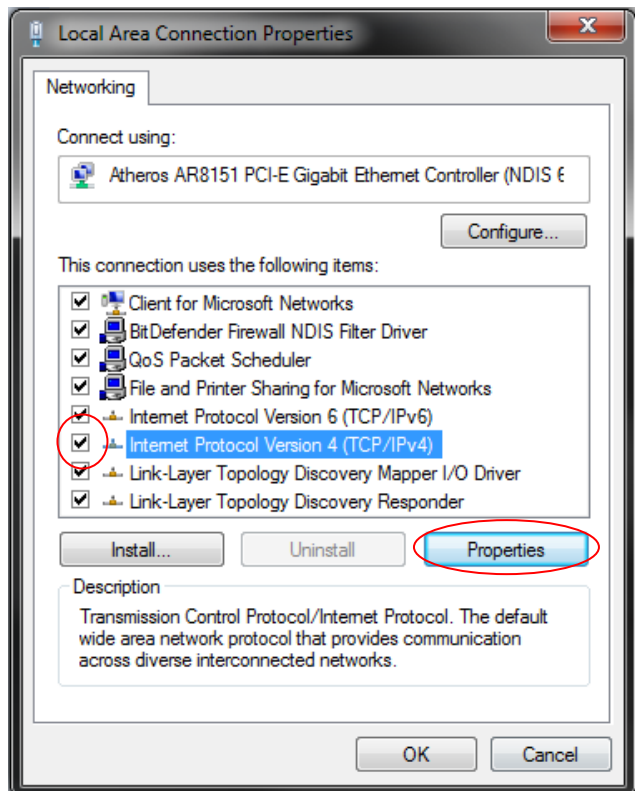 Local Area Connection Properties
Networking
Connect using:
Atheros AR8151 PCI-E Gigabit Ethernet Controller (NDIS 6
Configure...
This connection uses the following items:
Client for Microsoft Networks
BitDefender Firewall NDIS Filter Driver
QoS Packet Scheduler
File and Printer Sharing for Microsoft Networks
Internet Protocol Version 6 (TCP/IPv6)
Internet Protocol Version 4 (TCP/IPv4)
Link-Layer Topology Discovery Mapper I/O Driver
Link-Layer Topology Discovery Responder
Install... Uninstall Properties
Description
Transmission Control Protocol/Internet Protocol. The default
wide area network protocol that provides communication
across diverse interconnected networks.
OK Cancel